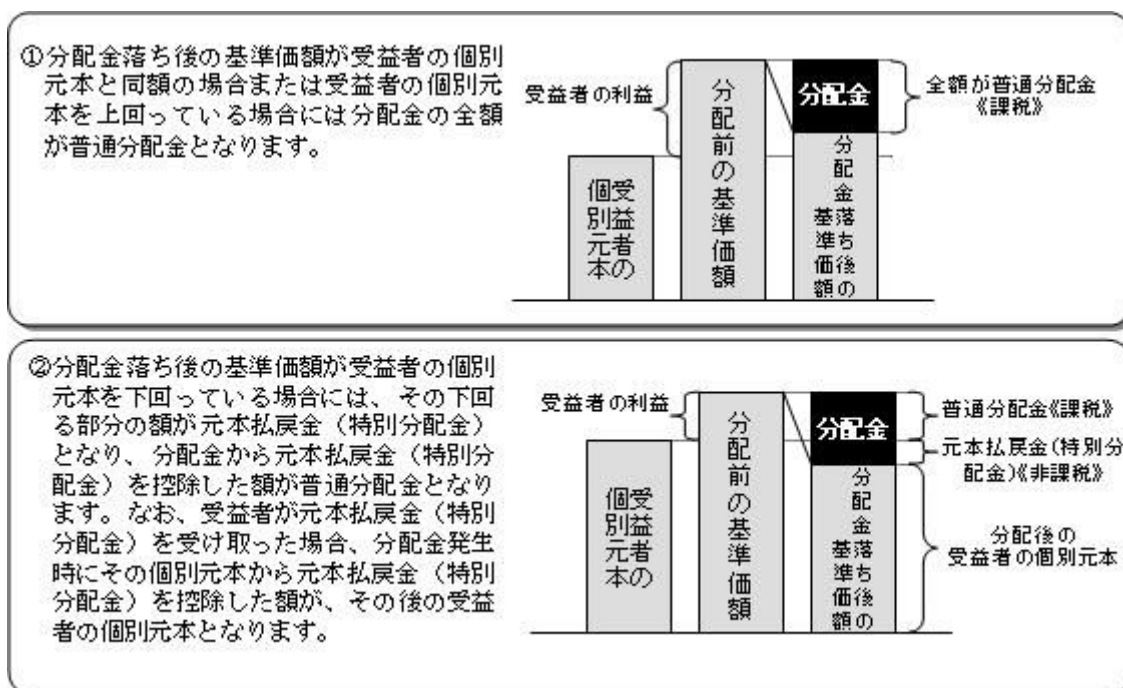 ①分配金落ち後の基準価額が受益者の個別
元本と同額の場合または受益者の個別元
本を上回っている場合には分配金の全額
が普通分配金となります。
受益者の利益
受益者の
個別元本
分配前の基準価額
分配金
分配金落ち後の
基準価額
全額が普通分配金
《課税》
②分配金落ち後の基準価額が受益者の個別
元本を下回っている場合には、その下回
る部分の額が元本払戻金（特別分配金）
となり、分配金から元本払戻金（特別分
配金）を控除した額が普通分配金となり
ます。なお、受益者が元本払戻金（特別
分配金）を受け取った場合、分配金発生
時にその個別元本から元本払戻金（特別
分配金）を控除した額が、その後の受益
者の個別元本となります。
受益者の利益
受益者の
個別元本
分配前の基準価額
分配金
分配金落ち後の
基準価額
普通分配金《課税》
元本払戻金(特別分
配金)《非課税》
分配後の
受益者の個別元本